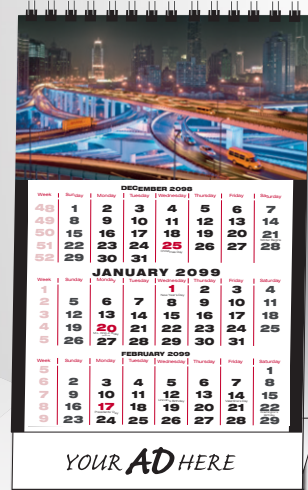 DECEMBER 2098
Week Sunday Monday Tuesday Wednesday Thursday Friday Saturday
48 1 2 3 4 5 6 7
49 8 9 10 11 12 13 14
50 15 16 17 18 19 20 21
51 22 23 24 25 26 27 28
52 29 30 31
JANUARY 2099
Week Sunday Monday Tuesday Wednesday Thursday Friday Saturday
1 1 2 3 4
2 5 6 7 8 9 10 11
3 12 13 14 15 16 17 18
4 19 20 21 22 23 24 25
5 26 27 28 29 30 31
FEBRUARY 2099
Week Sunday Monday Tuesday Wednesday Thursday Friday Saturday
5 1
6 2 3 4 5 6 7 8
7 9 10 11 12 13 14 15
8 16 17 18 19 20 21 22
9 23 24 25 26 27 28 29
YOUR AD HERE